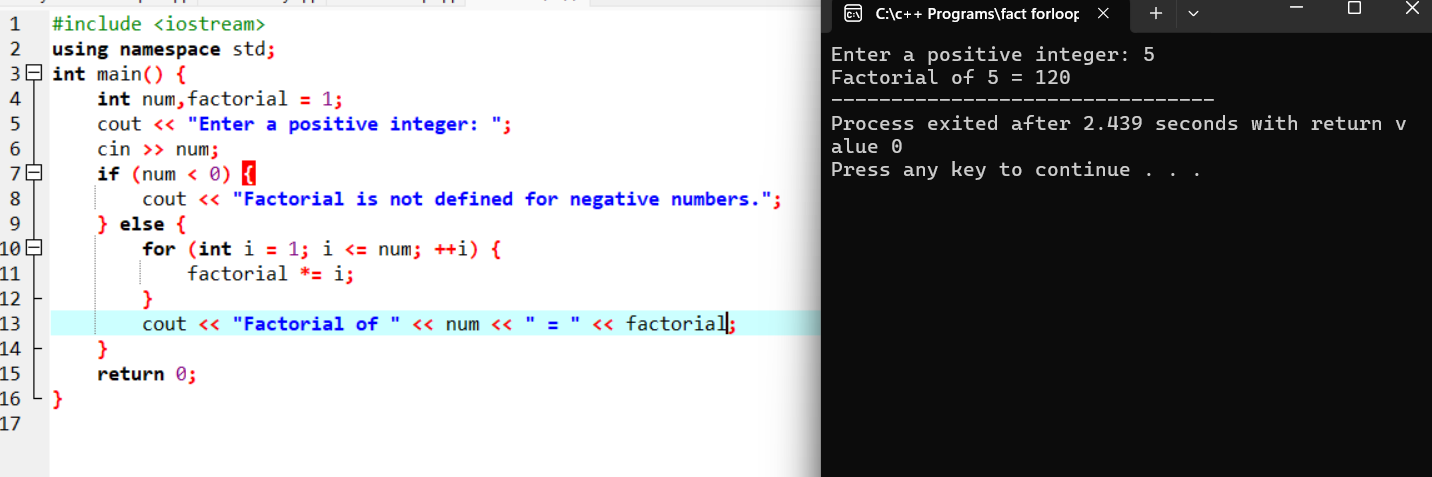 1 #include <iostream>
2 using namespace std;
3 int main() {
4 int num,factorial = 1;
5 cout << "Enter a positive integer: ";
6 cin >> num;
7 if (num < 0) {
8 cout << "Factorial is not defined for negative numbers.";
9 } else {
10 for (int i = 1; i <= num; ++i) {
11 factorial *= i;
12 }
13 cout << "Factorial of " << num << " = " << factorial;
14 }
15 return 0;
16 }
17
C:\c++ Programs\fact forloop
Enter a positive integer: 5
Factorial of 5 = 120
--------------------------------
Process exited after 2.439 seconds with return v
alue 0
Press any key to continue . . .